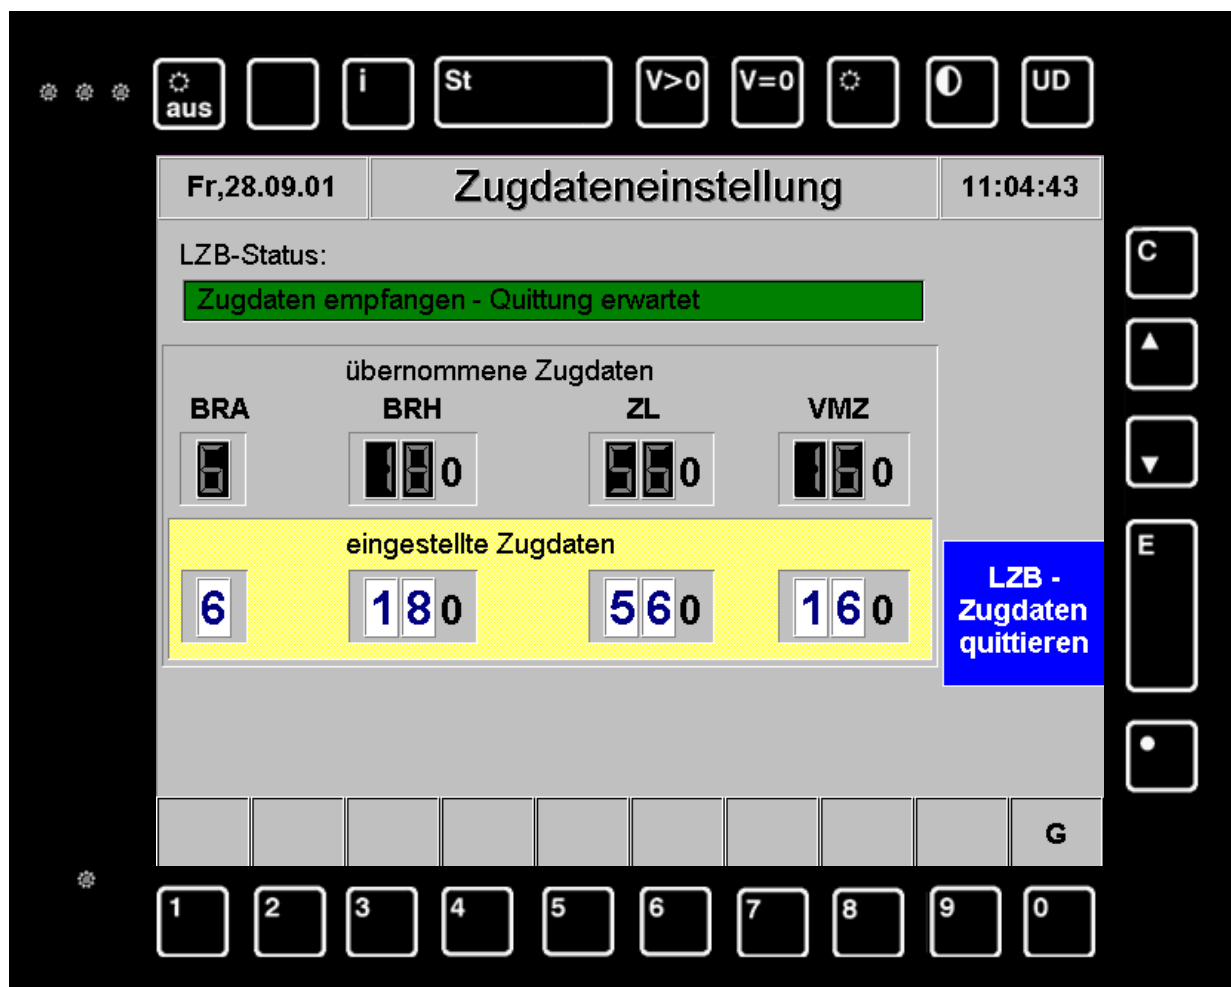 aus
i
St
V>0
V=0
UD
Fr,28.09.01
Zugdateneinstellung
11:04:43
LZB-Status:
Zugdaten empfangen - Quittung erwartet
übernommene Zugdaten
BRA BRH ZL VMZ
6 180 560 160
eingestellte Zugdaten
6 180 560 160
LZB -
Zugdaten
quittieren
C
E
G
1 2 3 4 5 6 7 8 9 0